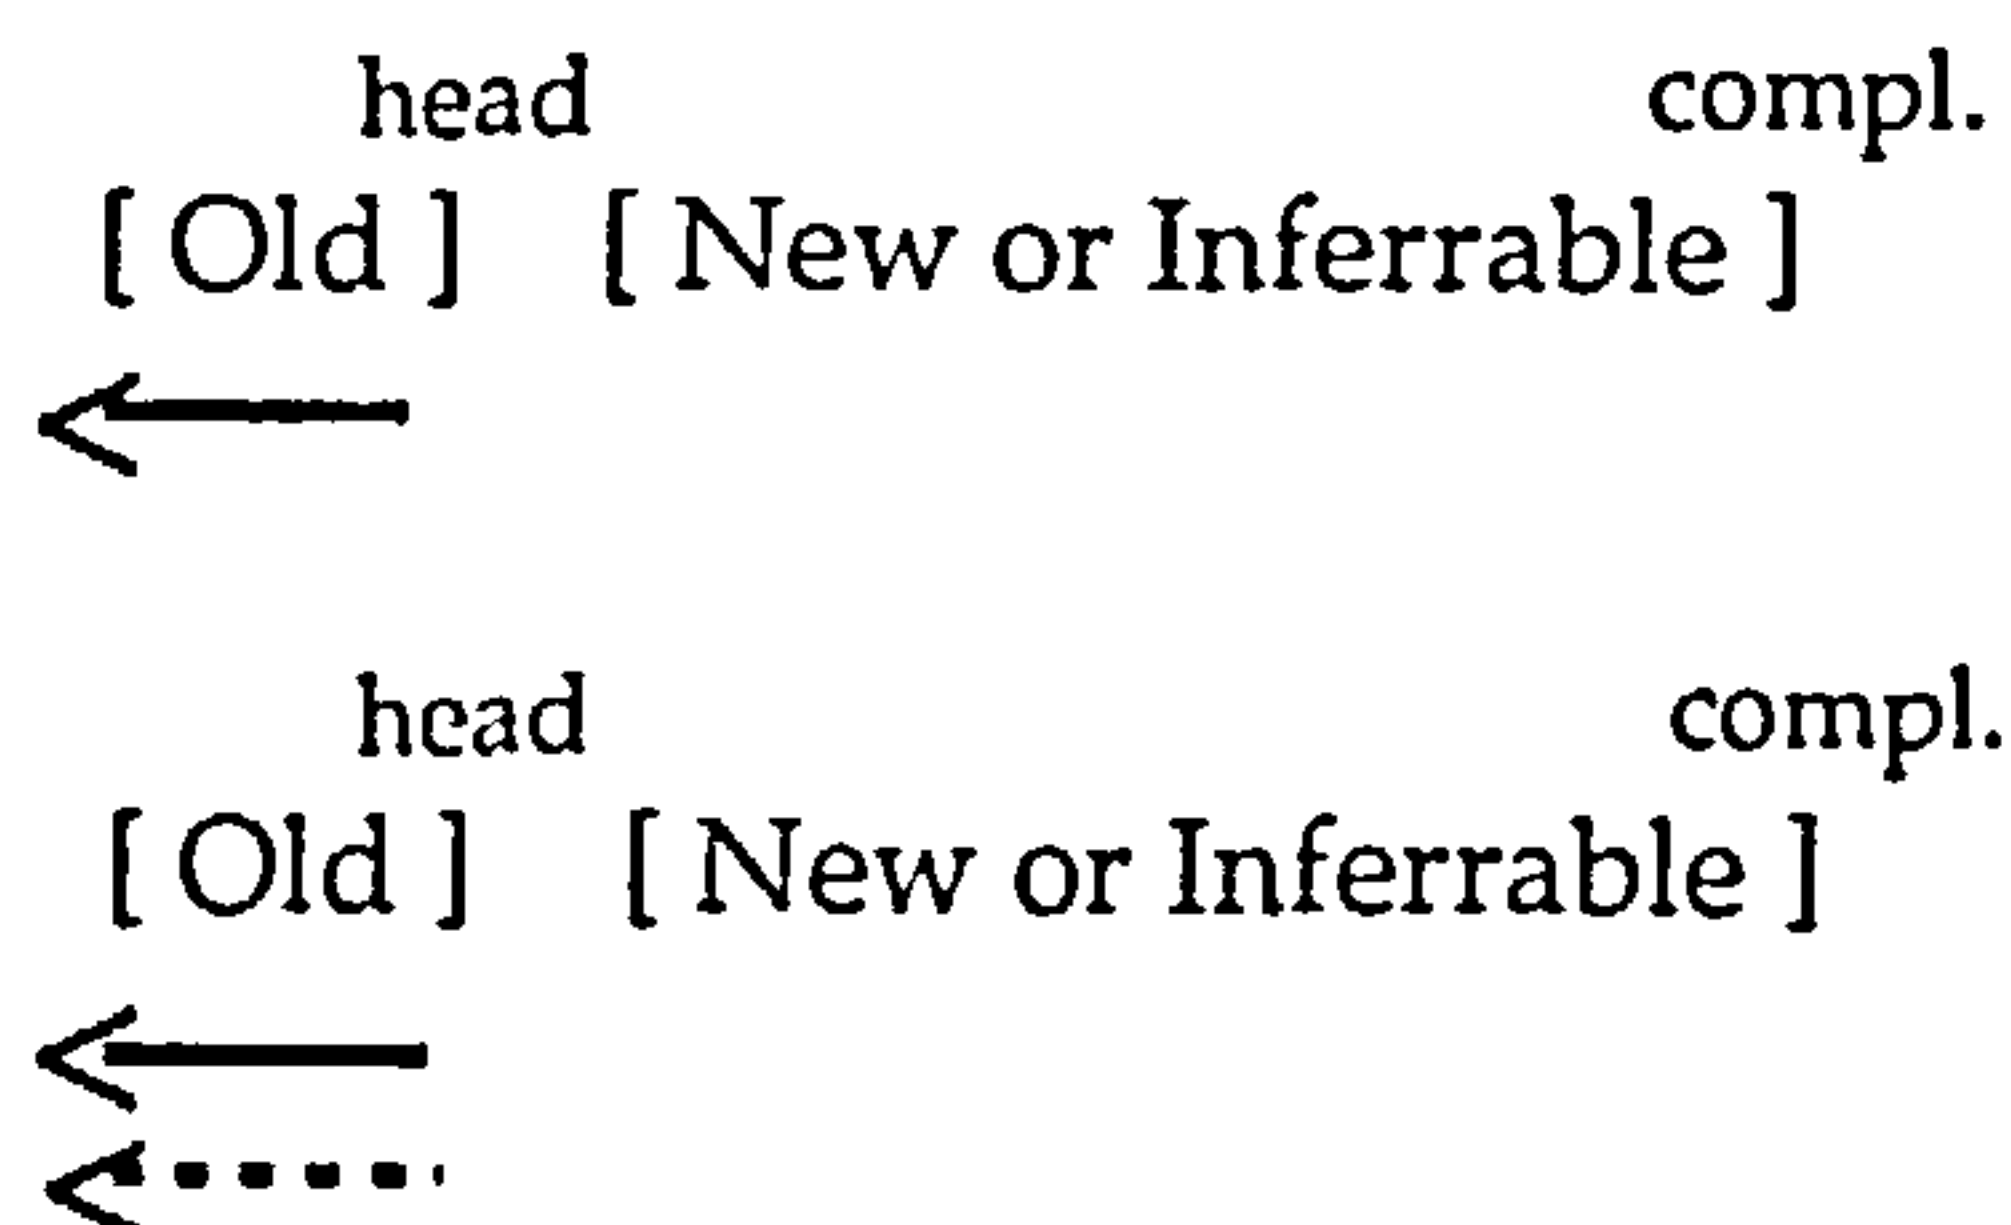 head compl.
[ Old ] [ New or Inferrable ]
head compl.
[ Old ] [ New or Inferrable ]